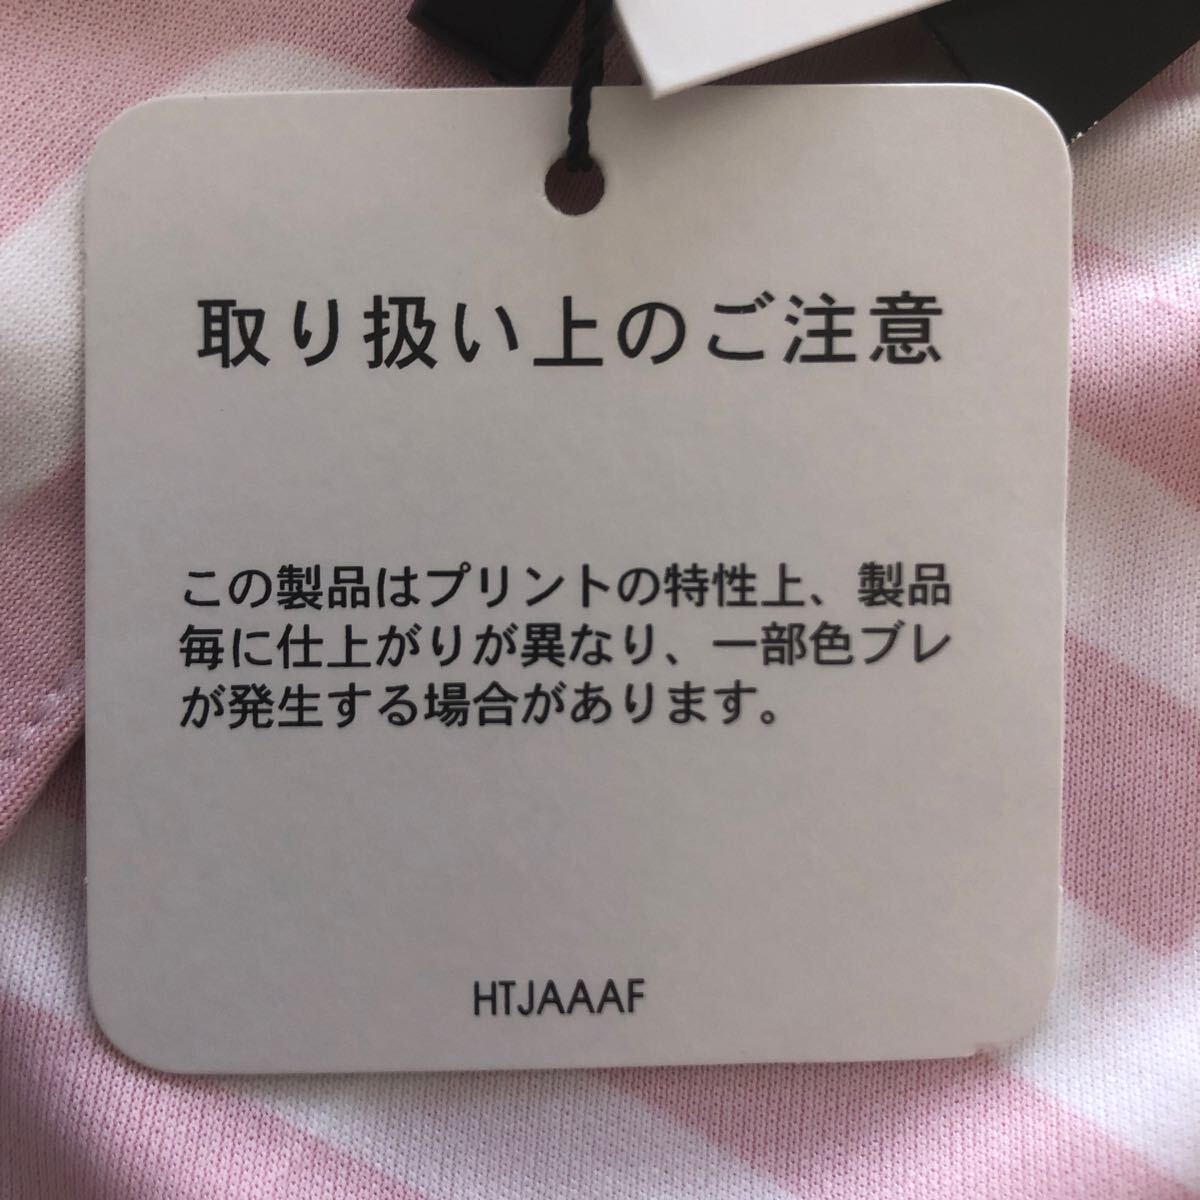 取り扱い上のご注意
この製品はプリントの特性上、製品
毎に仕上がりが異なり、一部色ブレ
が発生する場合があります。
HTJAAAF